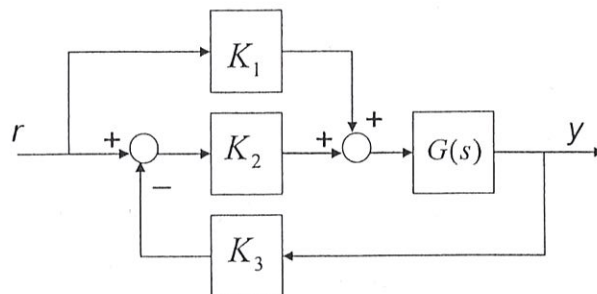 K₁
+
r + K₂ + G(s) y
−
K₃